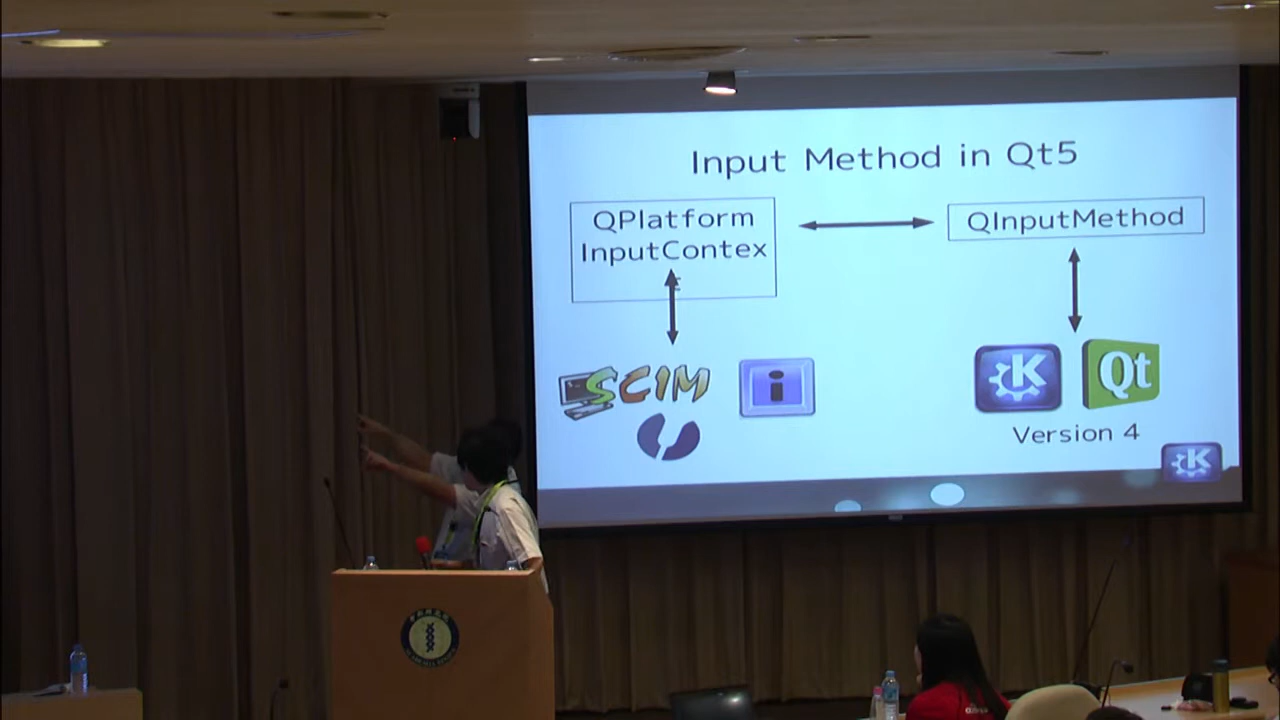 Input Method in Qt5
QPlatform
InputContex
t
QInputMethod
SCIM
i
K
Qt
Version 4
K